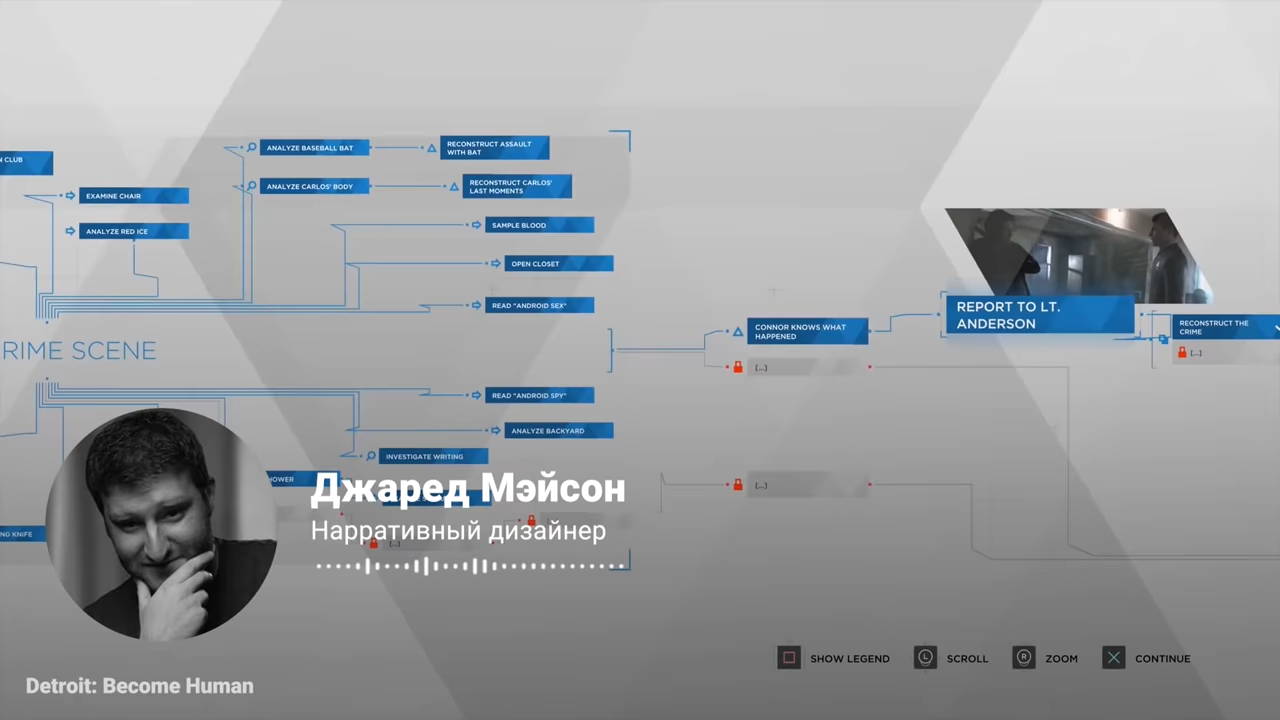 N CLUB
EXAMINE CHAIR
ANALYZE RED ICE
ANALYZE BASEBALL BAT
RECONSTRUCT ASSAULT
WITH BAT
ANALYZE CARLOS' BODY
RECONSTRUCT CARLOS'
LAST MOMENTS
SAMPLE BLOOD
OPEN CLOSET
READ "ANDROID SEX"
RIME SCENE
CONNOR KNOWS WHAT
HAPPENED
[...]
REPORT TO LT.
ANDERSON
RECONSTRUCT THE
CRIME
[...]
READ "ANDROID SPY"
ANALYZE BACKYARD
INVESTIGATE WRITING
HOWER
[...]
NG KNIFE
[...]
Джаред Мэйсон
Нарративный дизайнер
SHOW LEGEND
L
SCROLL
R
ZOOM
CONTINUE
Detroit: Become Human